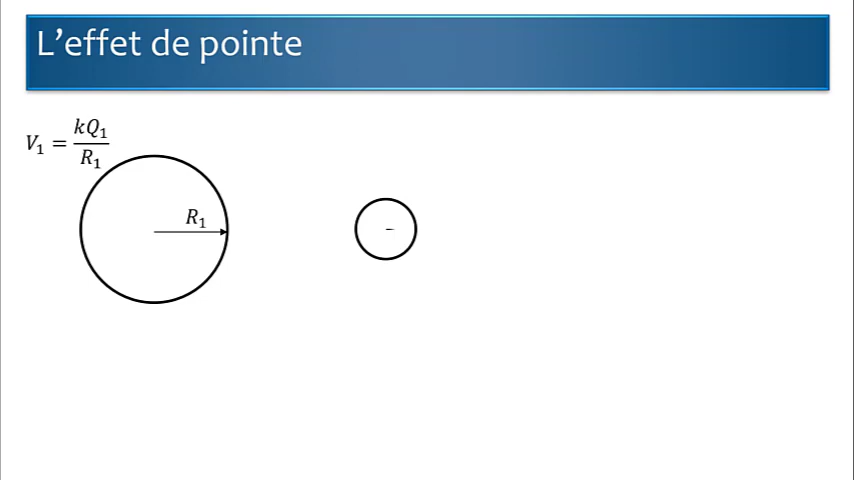 L’effet de pointe
V₁ = kQ₁/R₁
R₁